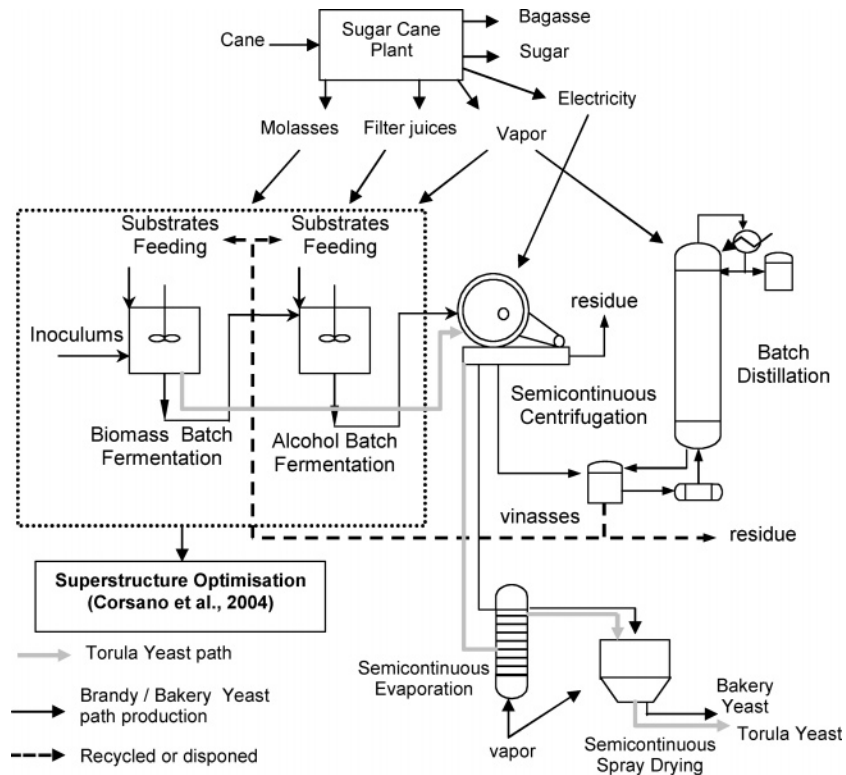 Cane
Sugar Cane
Plant
Bagasse
Sugar
Electricity
Molasses
Filter juices
Vapor
Substrates
Feeding
Substrates
Feeding
Inoculums
residue
Batch
Distillation
Semicontinuous
Centrifugation
Biomass Batch
Fermentation
Alcohol Batch
Fermentation
vinasses
residue
Superstructure Optimisation
(Corsano et al., 2004)
Torula Yeast path
Semicontinuous
Evaporation
Brandy / Bakery Yeast
path production
Bakery
Yeast
Torula Yeast
vapor
Semicontinuous
Spray Drying
Recycled or disponed